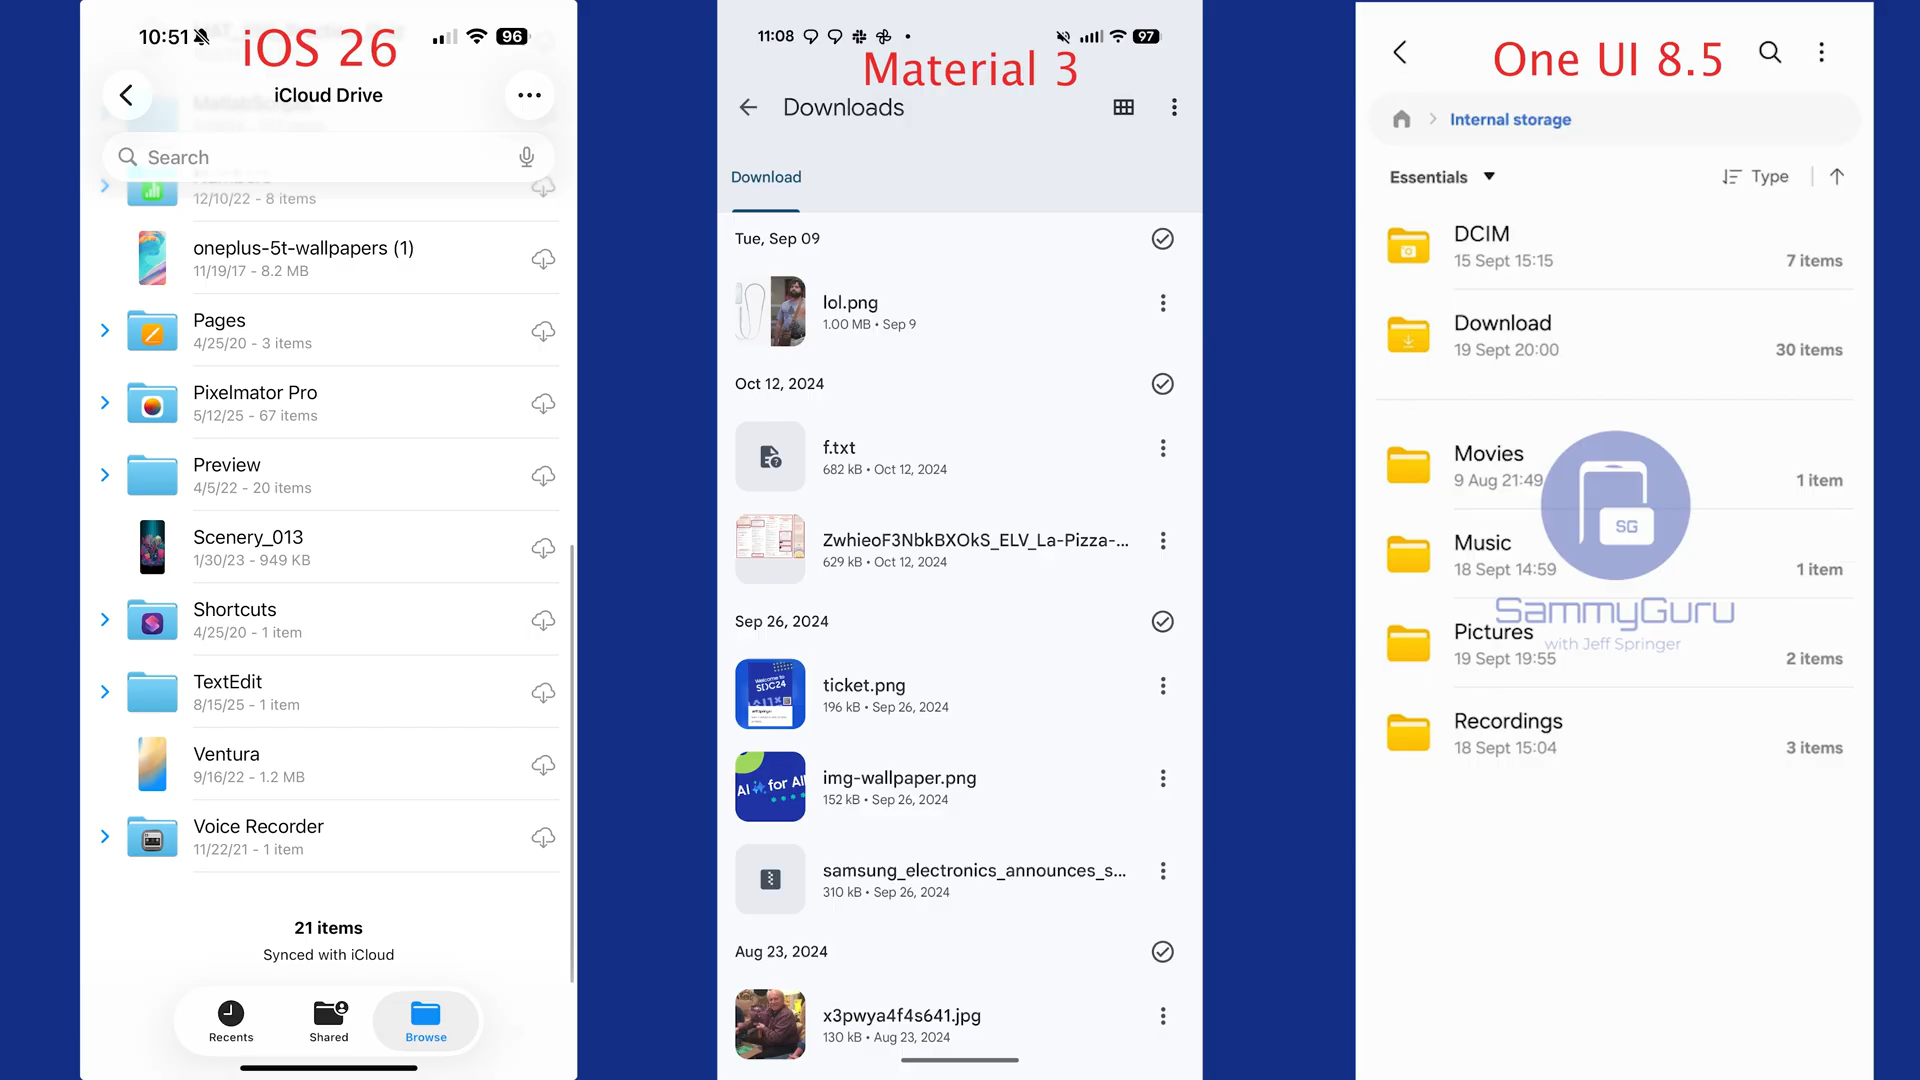 10:51
96
iOS 26
iCloud Drive
Search
12/10/22 - 8 items
oneplus-5t-wallpapers (1)
11/19/17 - 8.2 MB
Pages
4/25/20 - 3 items
Pixelmator Pro
5/12/25 - 67 items
Preview
4/5/22 - 20 items
Scenery_013
1/30/23 - 949 KB
Shortcuts
4/25/20 - 1 item
TextEdit
8/15/25 - 1 item
Ventura
9/16/22 - 1.2 MB
Voice Recorder
11/22/21 - 1 item
21 items
Synced with iCloud
Recents
Shared
Browse
11:08
97
Material 3
Downloads
Download
Tue, Sep 09
lol.png
1.00 MB • Sep 9
Oct 12, 2024
f.txt
682 kB • Oct 12, 2024
ZwhieoF3NbkBXOkS_ELV_La-Pizza-...
629 kB • Oct 12, 2024
Sep 26, 2024
Welcome to
SDC24
ticket.png
196 kB • Sep 26, 2024
AI for All
img-wallpaper.png
152 kB • Sep 26, 2024
samsung_electronics_announces_s...
310 kB • Sep 26, 2024
Aug 23, 2024
x3pwya4f4s641.jpg
130 kB • Aug 23, 2024
One UI 8.5
Internal storage
Essentials
Type
DCIM
15 Sept 15:15
7 items
Download
19 Sept 20:00
30 items
Movies
9 Aug 21:49
1 item
Music
18 Sept 14:59
1 item
Pictures
19 Sept 19:55
2 items
Recordings
18 Sept 15:04
3 items
SG
SammyGuru
with Jeff Springer